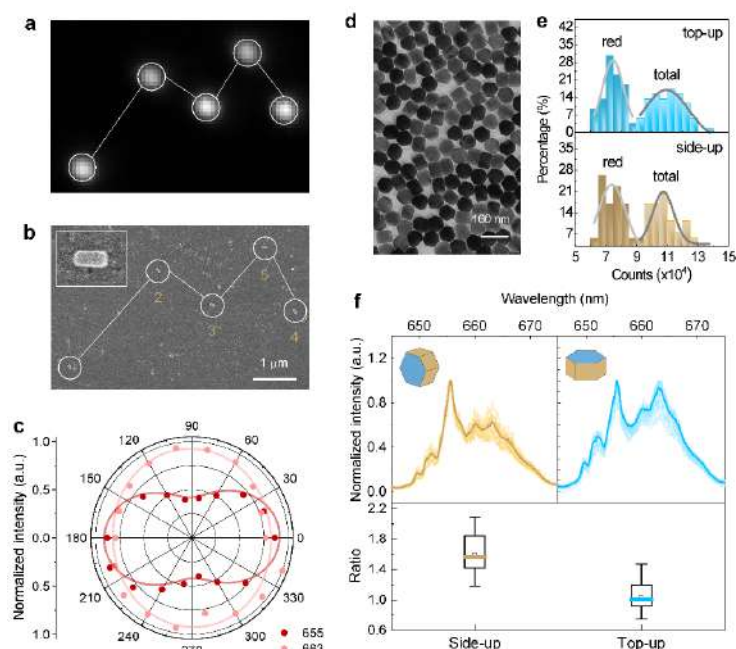 a
b
2
3
5
4
1 μm
c
Normalized intensity (a.u.)
1.0
0.5
0.0
0.5
1.0
90
60
30
0
330
300
240
210
180
150
120
655
d
100 nm
e
Percentage (%)
42
35
28
21
14
7
0
red
total
top-up
35
28
21
14
7
red
total
side-up
5 7 9 11 13 15
Counts (x10⁴)
f
Wavelength (nm)
650 660 670 650 660 670
Normalized intensity (a.u.)
1.2
0.8
0.4
0.0
Ratio
1.8
1.4
1.0
0.6
Side-up Top-up